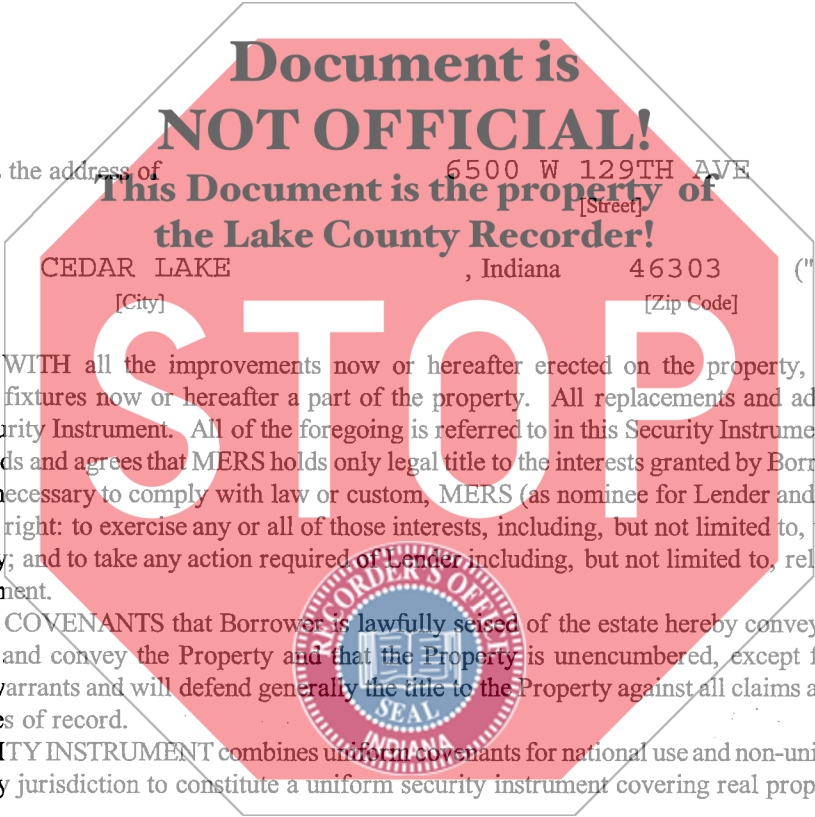 Document is
NOT OFFICIAL!
the address of 6500 W 129TH AVE
This Document is the property of
[Street]
the Lake County Recorder!
CEDAR LAKE , Indiana 46303 ("
[City] [Zip Code]
STOP
WITH all the improvements now or hereafter erected on the property,
fixtures now or hereafter a part of the property. All replacements and ad
urity Instrument. All of the foregoing is referred to in this Security Instrume
ds and agrees that MERS holds only legal title to the interests granted by Borr
necessary to comply with law or custom, MERS (as nominee for Lender and
right: to exercise any or all of those interests, including, but not limited to,
y; and to take any action required of Lender including, but not limited to, rel
ment.
COVENANTS that Borrower is lawfully seised of the estate hereby convey
and convey the Property and that the Property is unencumbered, except f
warrants and will defend generally the title to the Property against all claims a
s of record.
ITY INSTRUMENT combines uniform covenants for national use and non-uni
y jurisdiction to constitute a uniform security instrument covering real prop
RECORDER'S OFFICE
SEAL
INDIANA